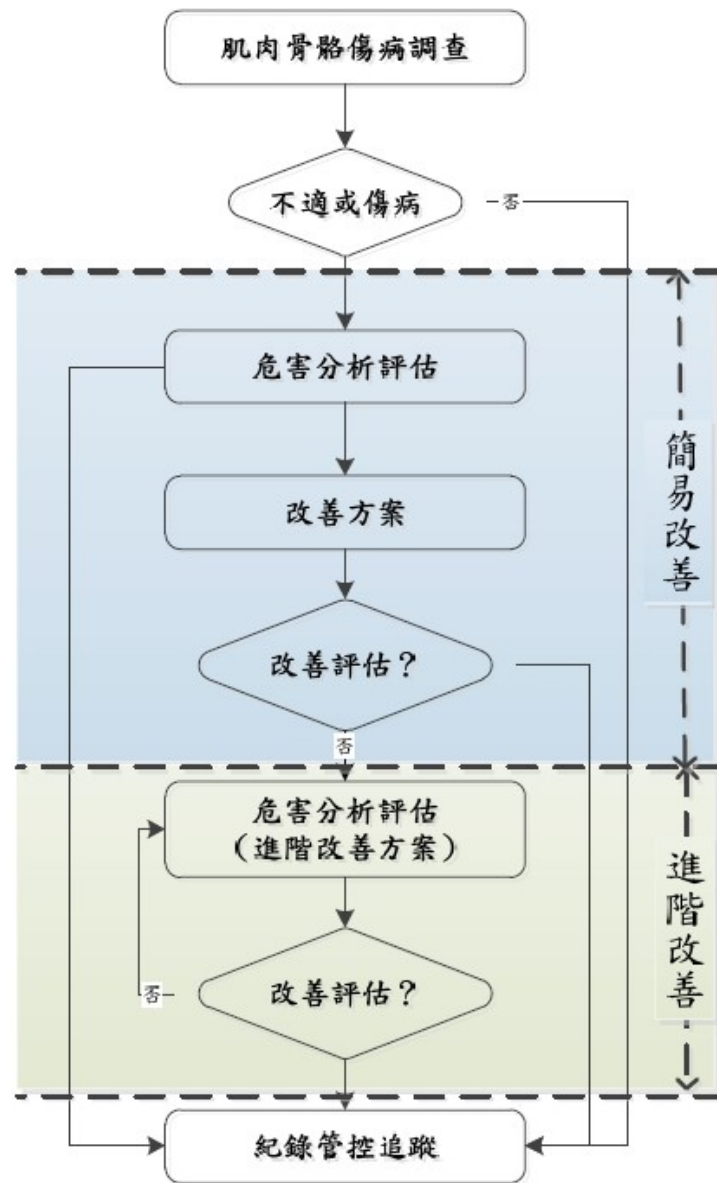 肌肉骨骼傷病調查
不適或傷病
否
危害分析評估
改善方案
簡易改善
改善評估？
否
危害分析評估
（進階改善方案）
進階改善
改善評估？
否
紀錄管控追蹤